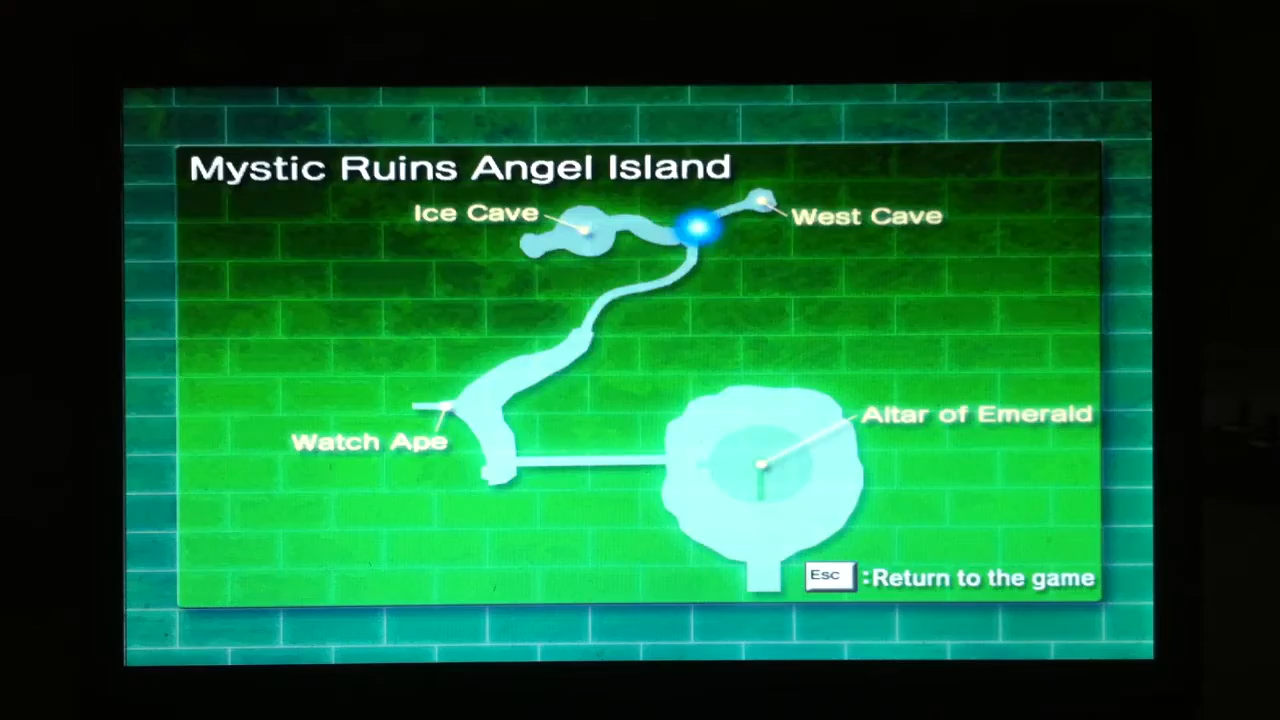 Mystic Ruins Angel Island
Ice Cave
West Cave
Watch Ape
Altar of Emerald
Esc :Return to the game